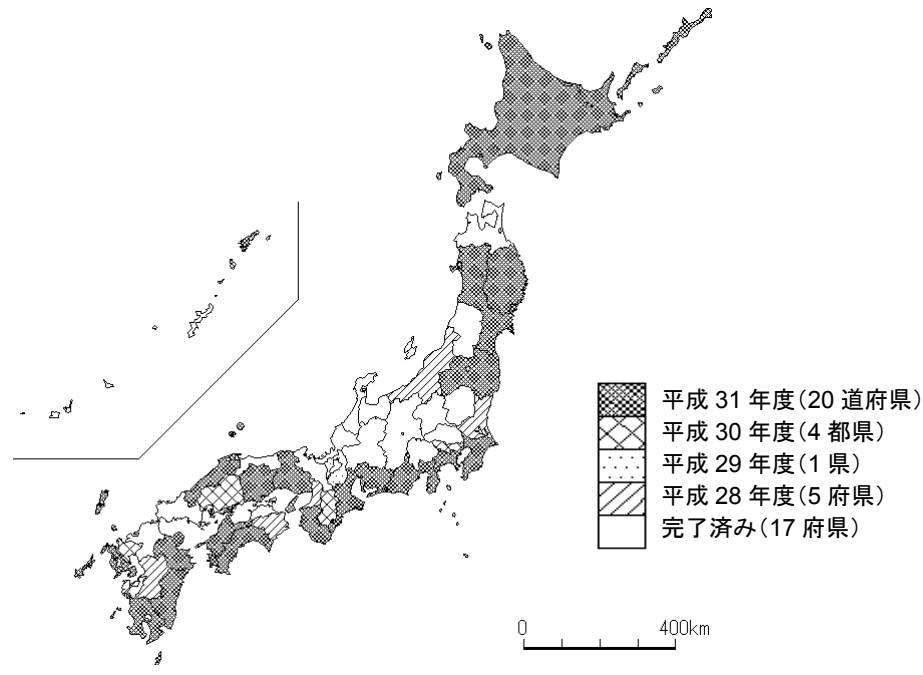 平成 31 年度(20 道府県)
平成 30 年度(4 都県)
平成 29 年度(1 県)
平成 28 年度(5 府県)
完了済み(17 府県)
0 400km